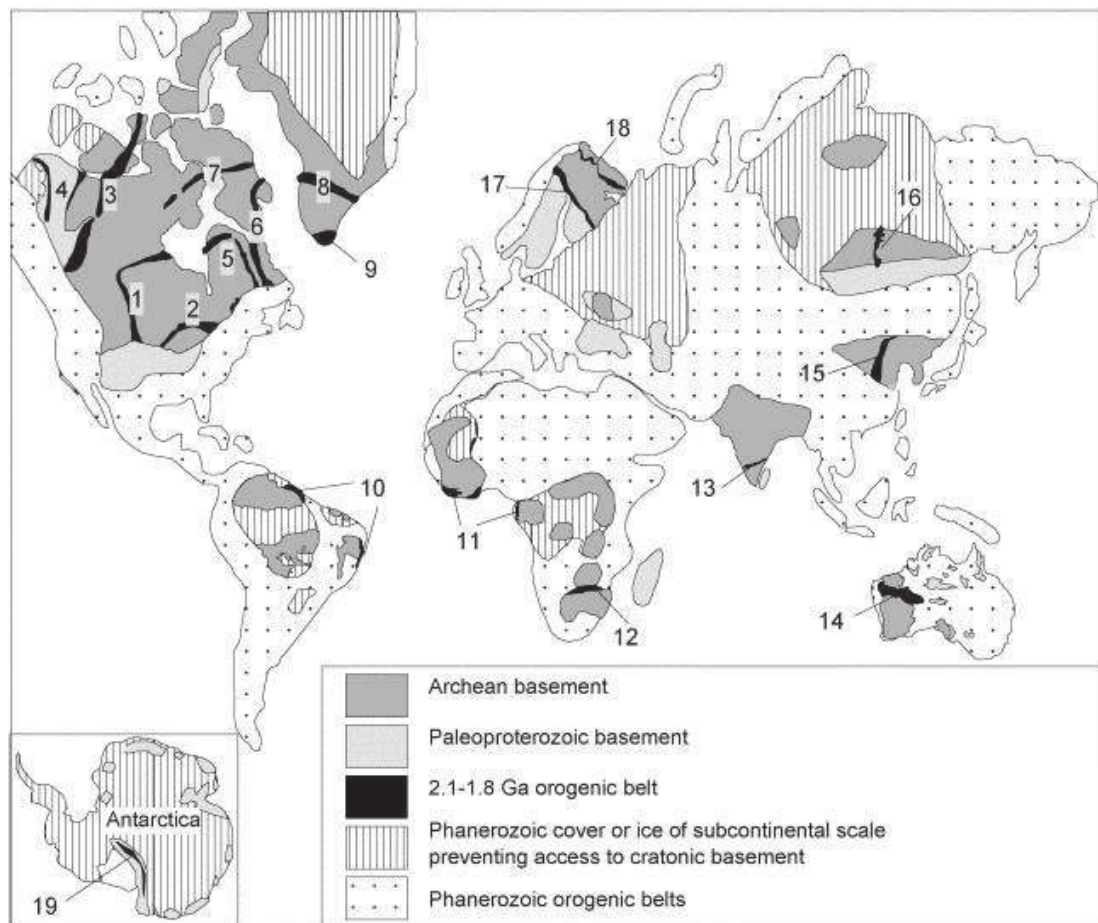 18
17
4
7
3
8
16
6
5
9
1
2
15
13
10
11
14
12
Archean basement
Paleoproterozoic basement
2.1-1.8 Ga orogenic belt
Antarctica
Phanerozoic cover or ice of subcontinental scale
preventing access to cratonic basement
19
Phanerozoic orogenic belts